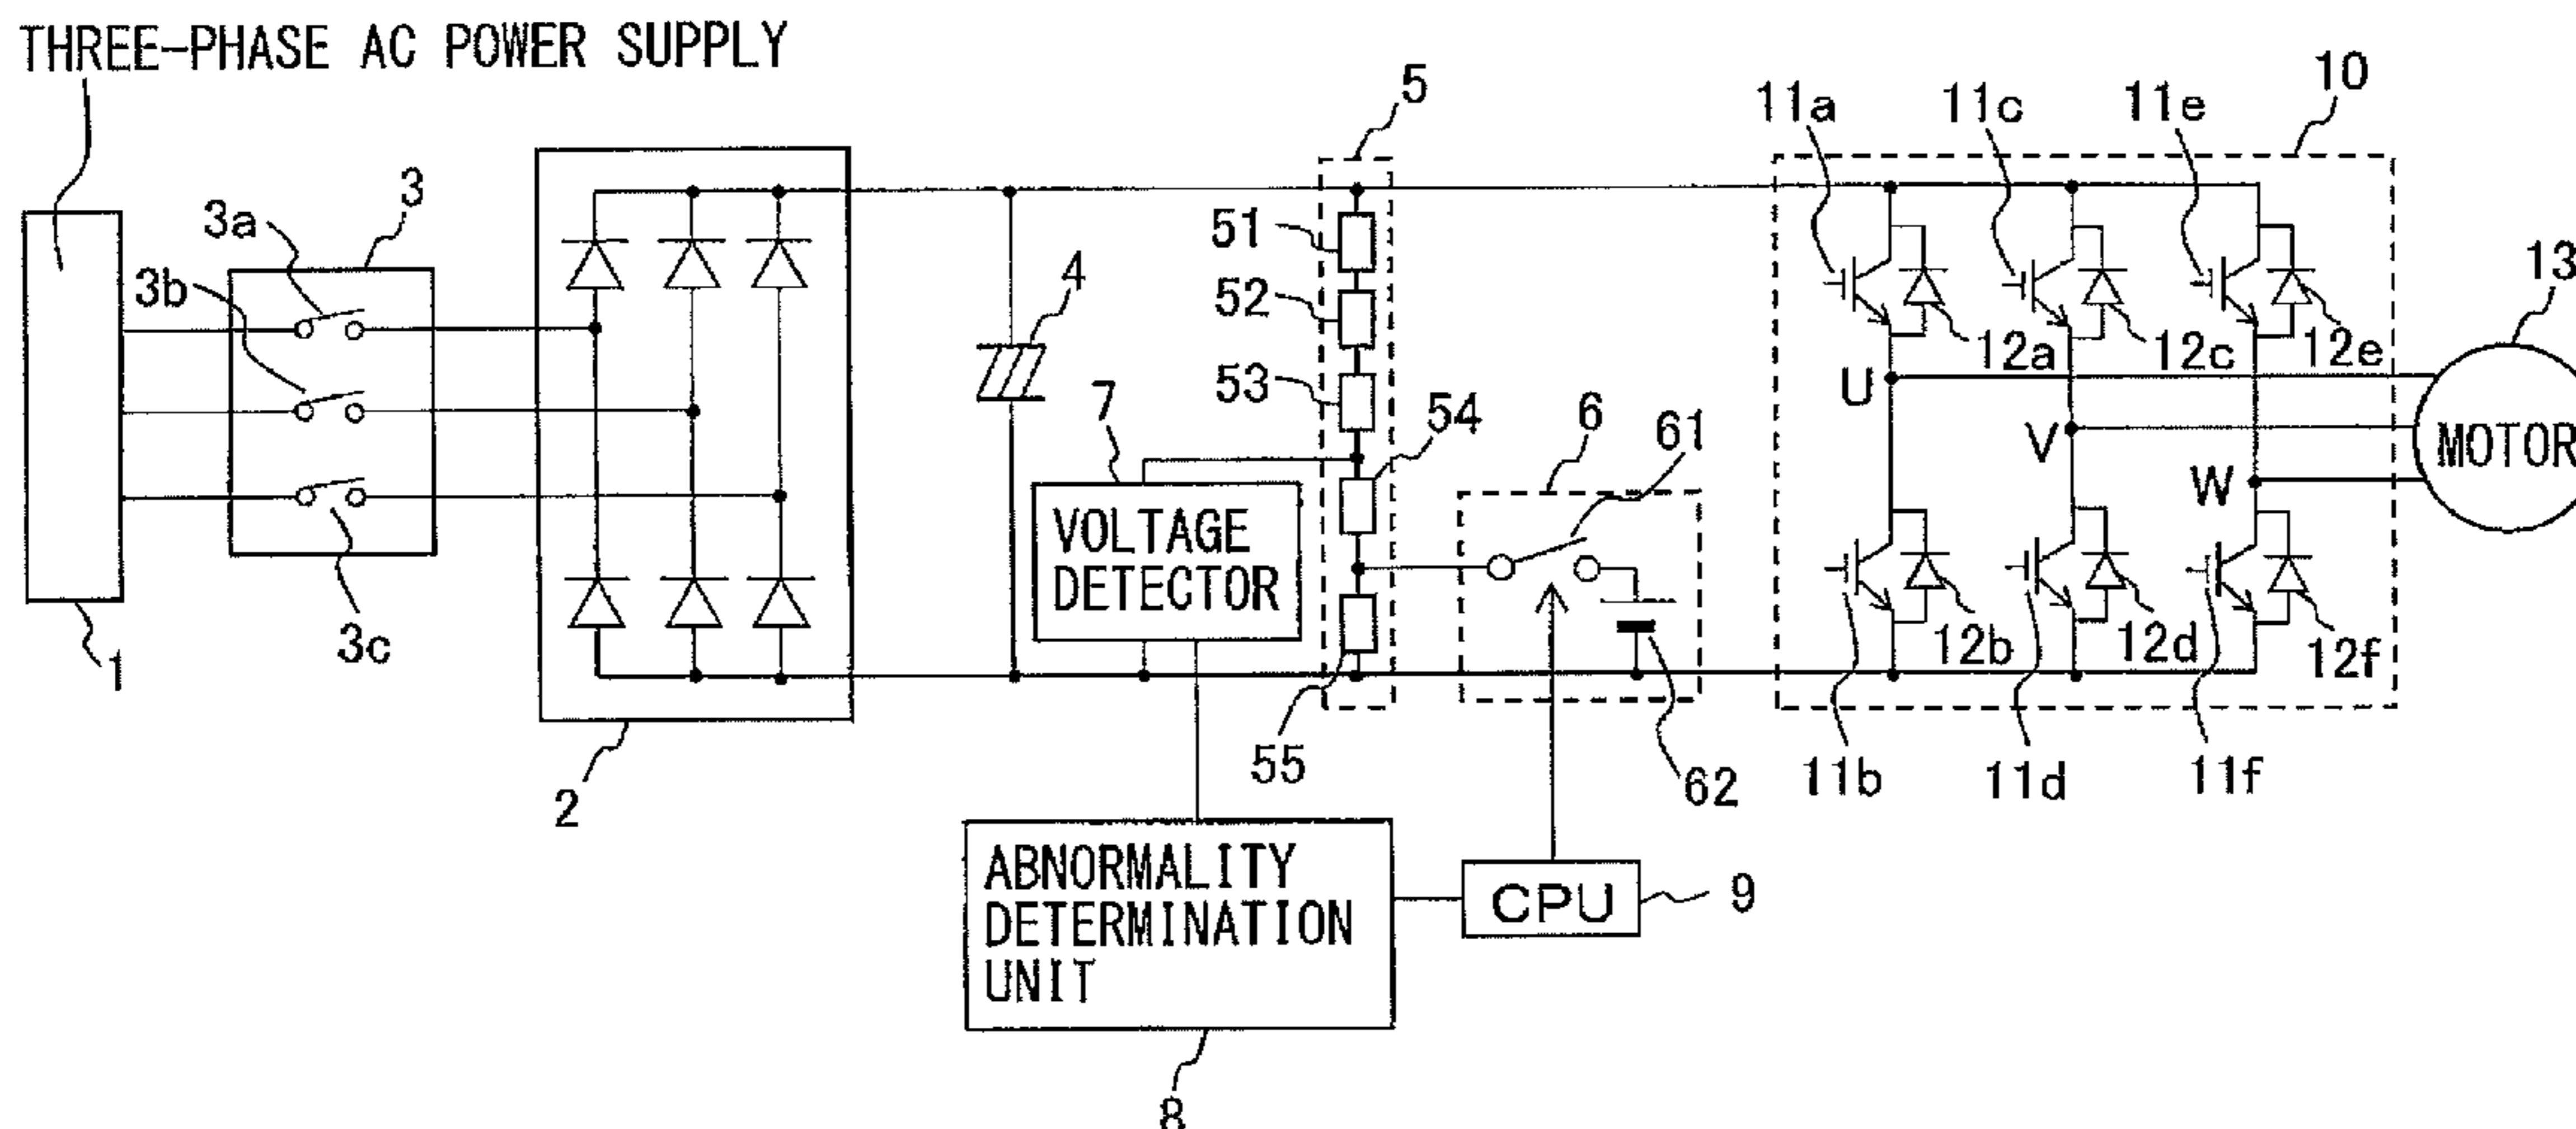 THREE-PHASE AC POWER SUPPLY
5
10
11a
11c
11e
3
3a
3b
3c
51
52
53
54
55
4
7
6
61
62
13
12a
12c
12e
U
V
W
MOTOR
VOLTAGE
DETECTOR
12b
12d
12f
11b
11d
11f
1
2
ABNORMALITY
DETERMINATION
UNIT
CPU
9
8